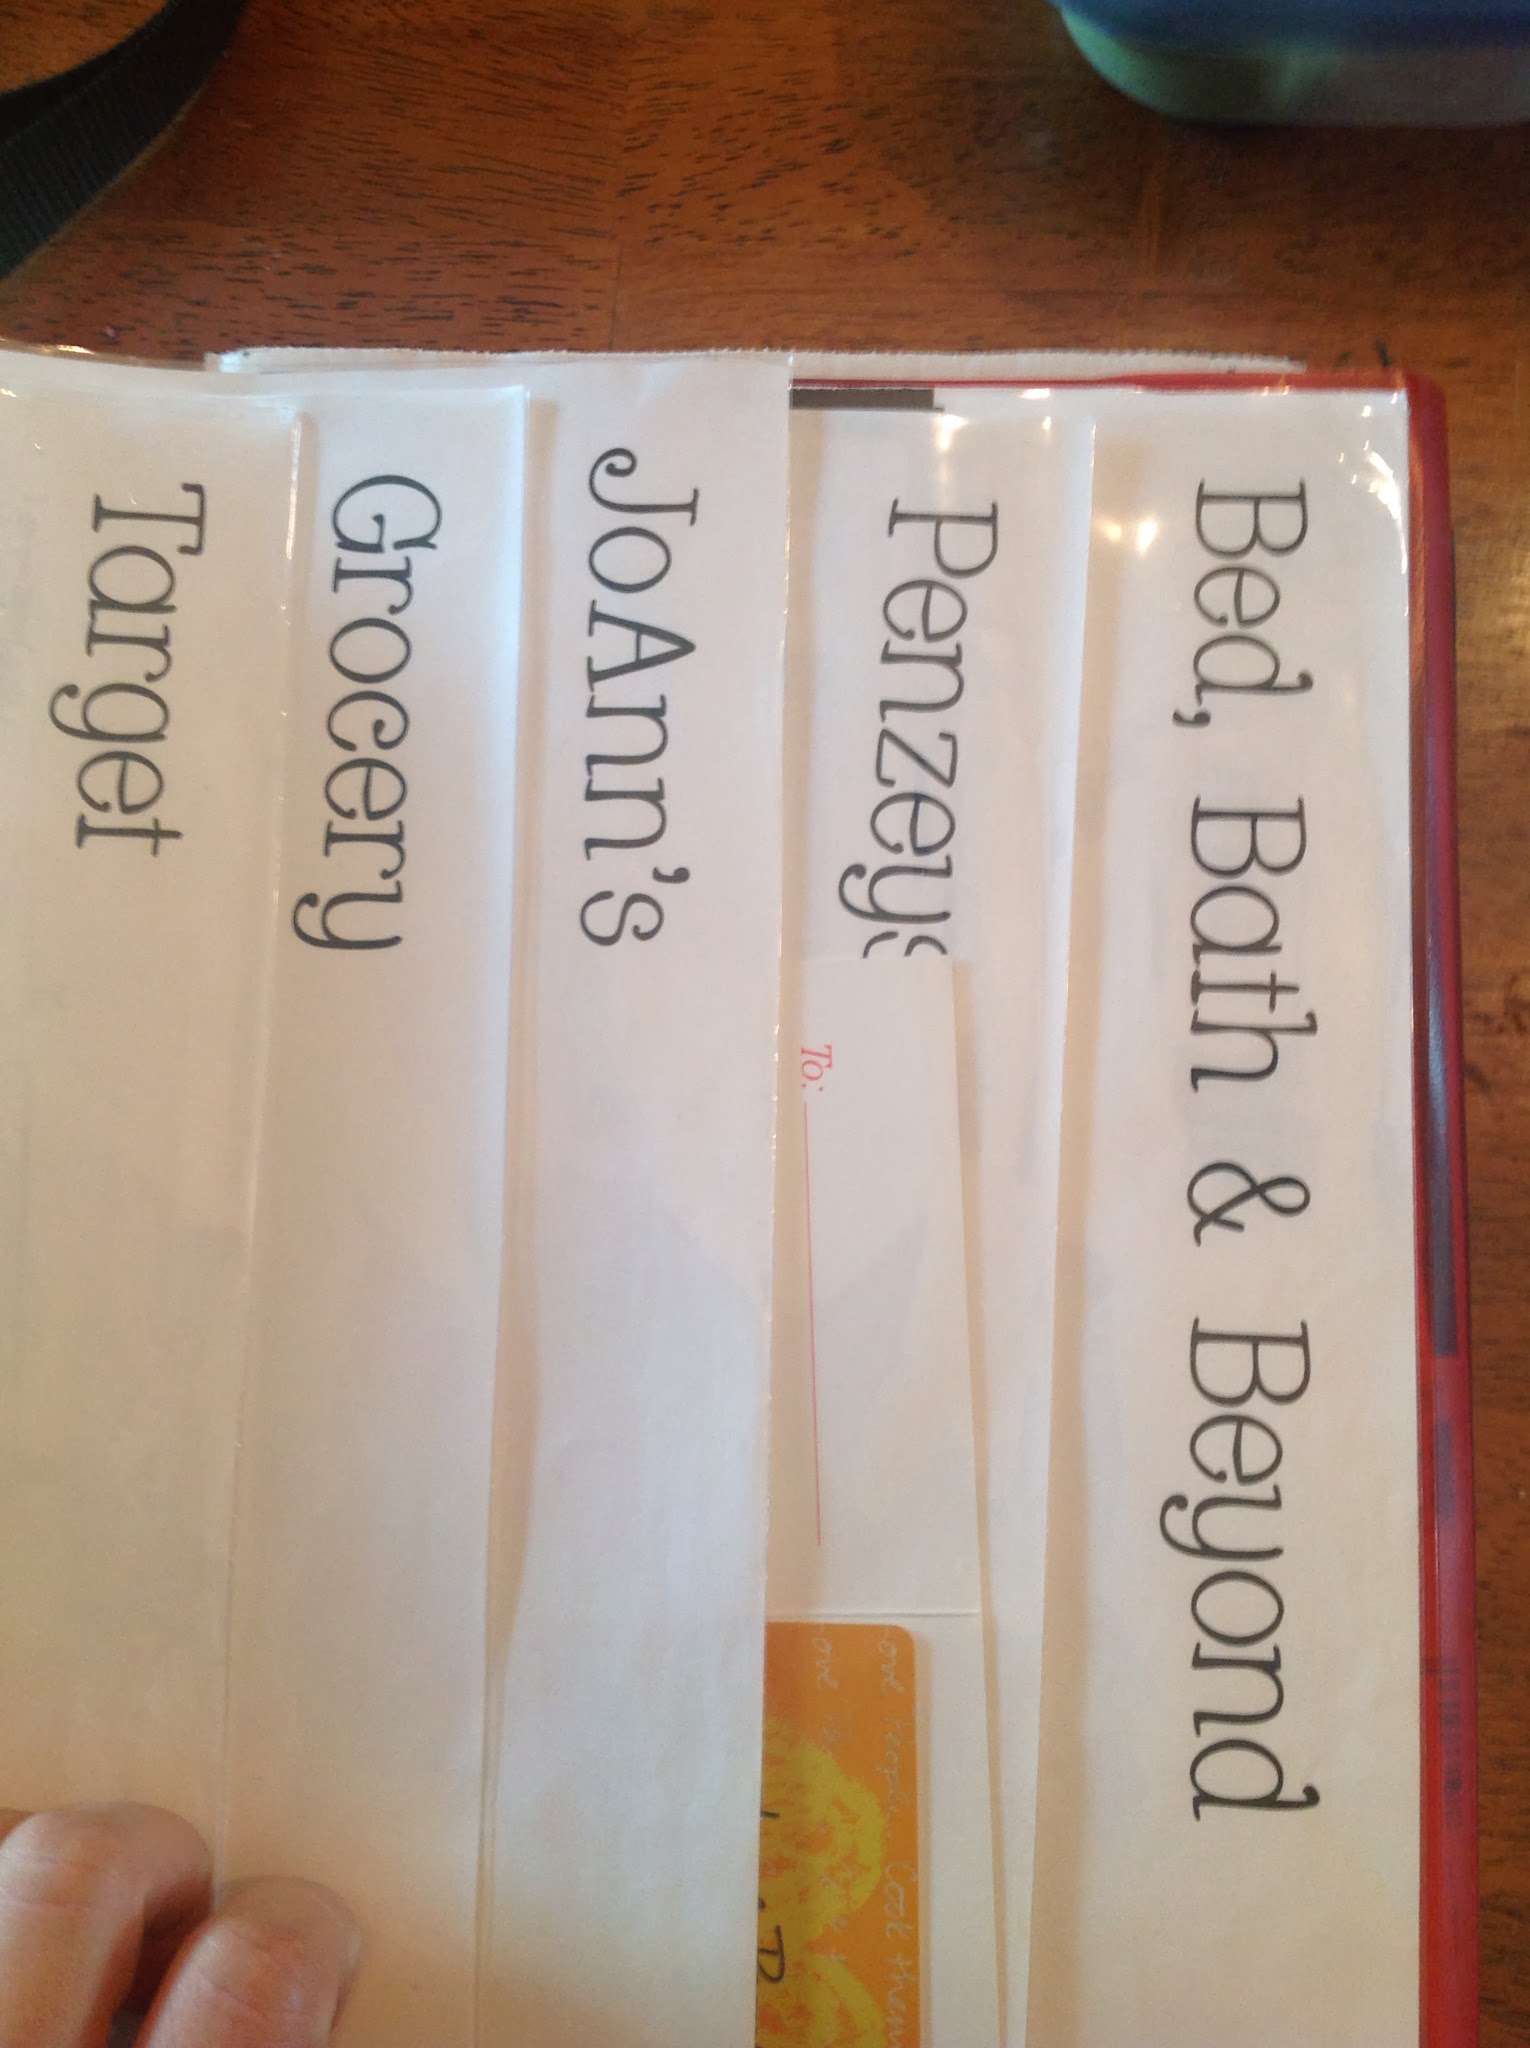 Bed, Bath & Beyond
Penzeys
To:
JoAnn's
Grocery
Target